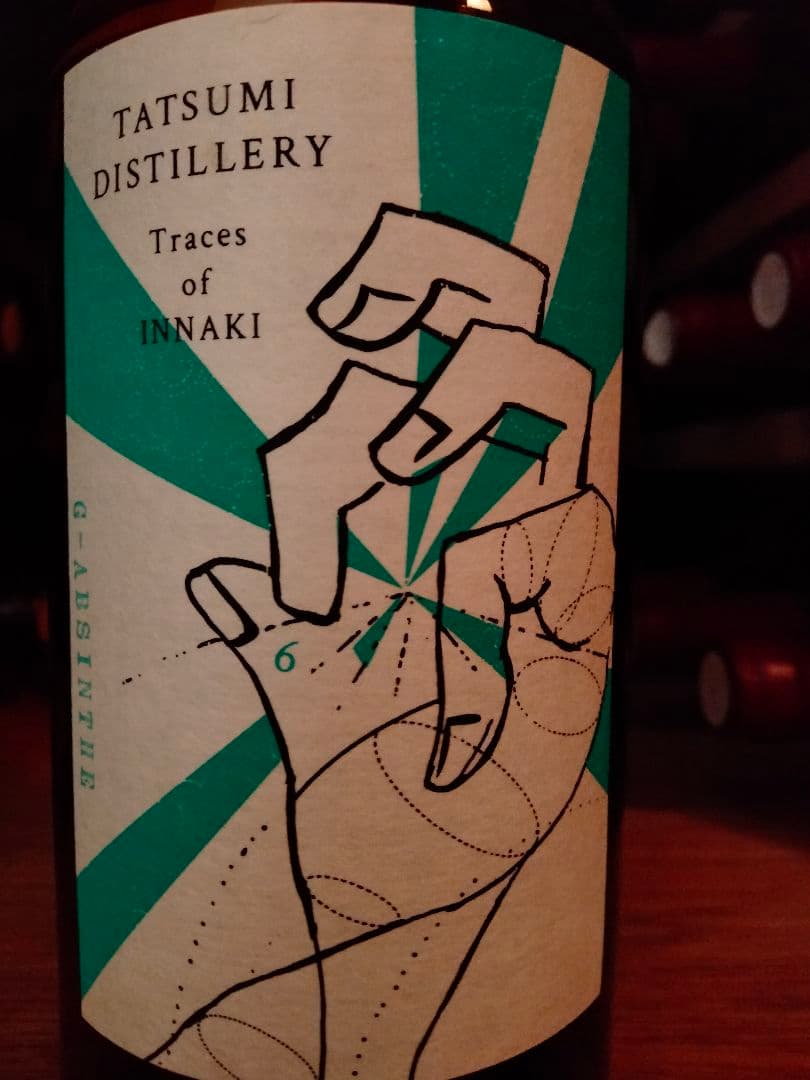 TATSUMI
DISTILLERY
Traces
of
INNAKI
6
G-ABSINTHE